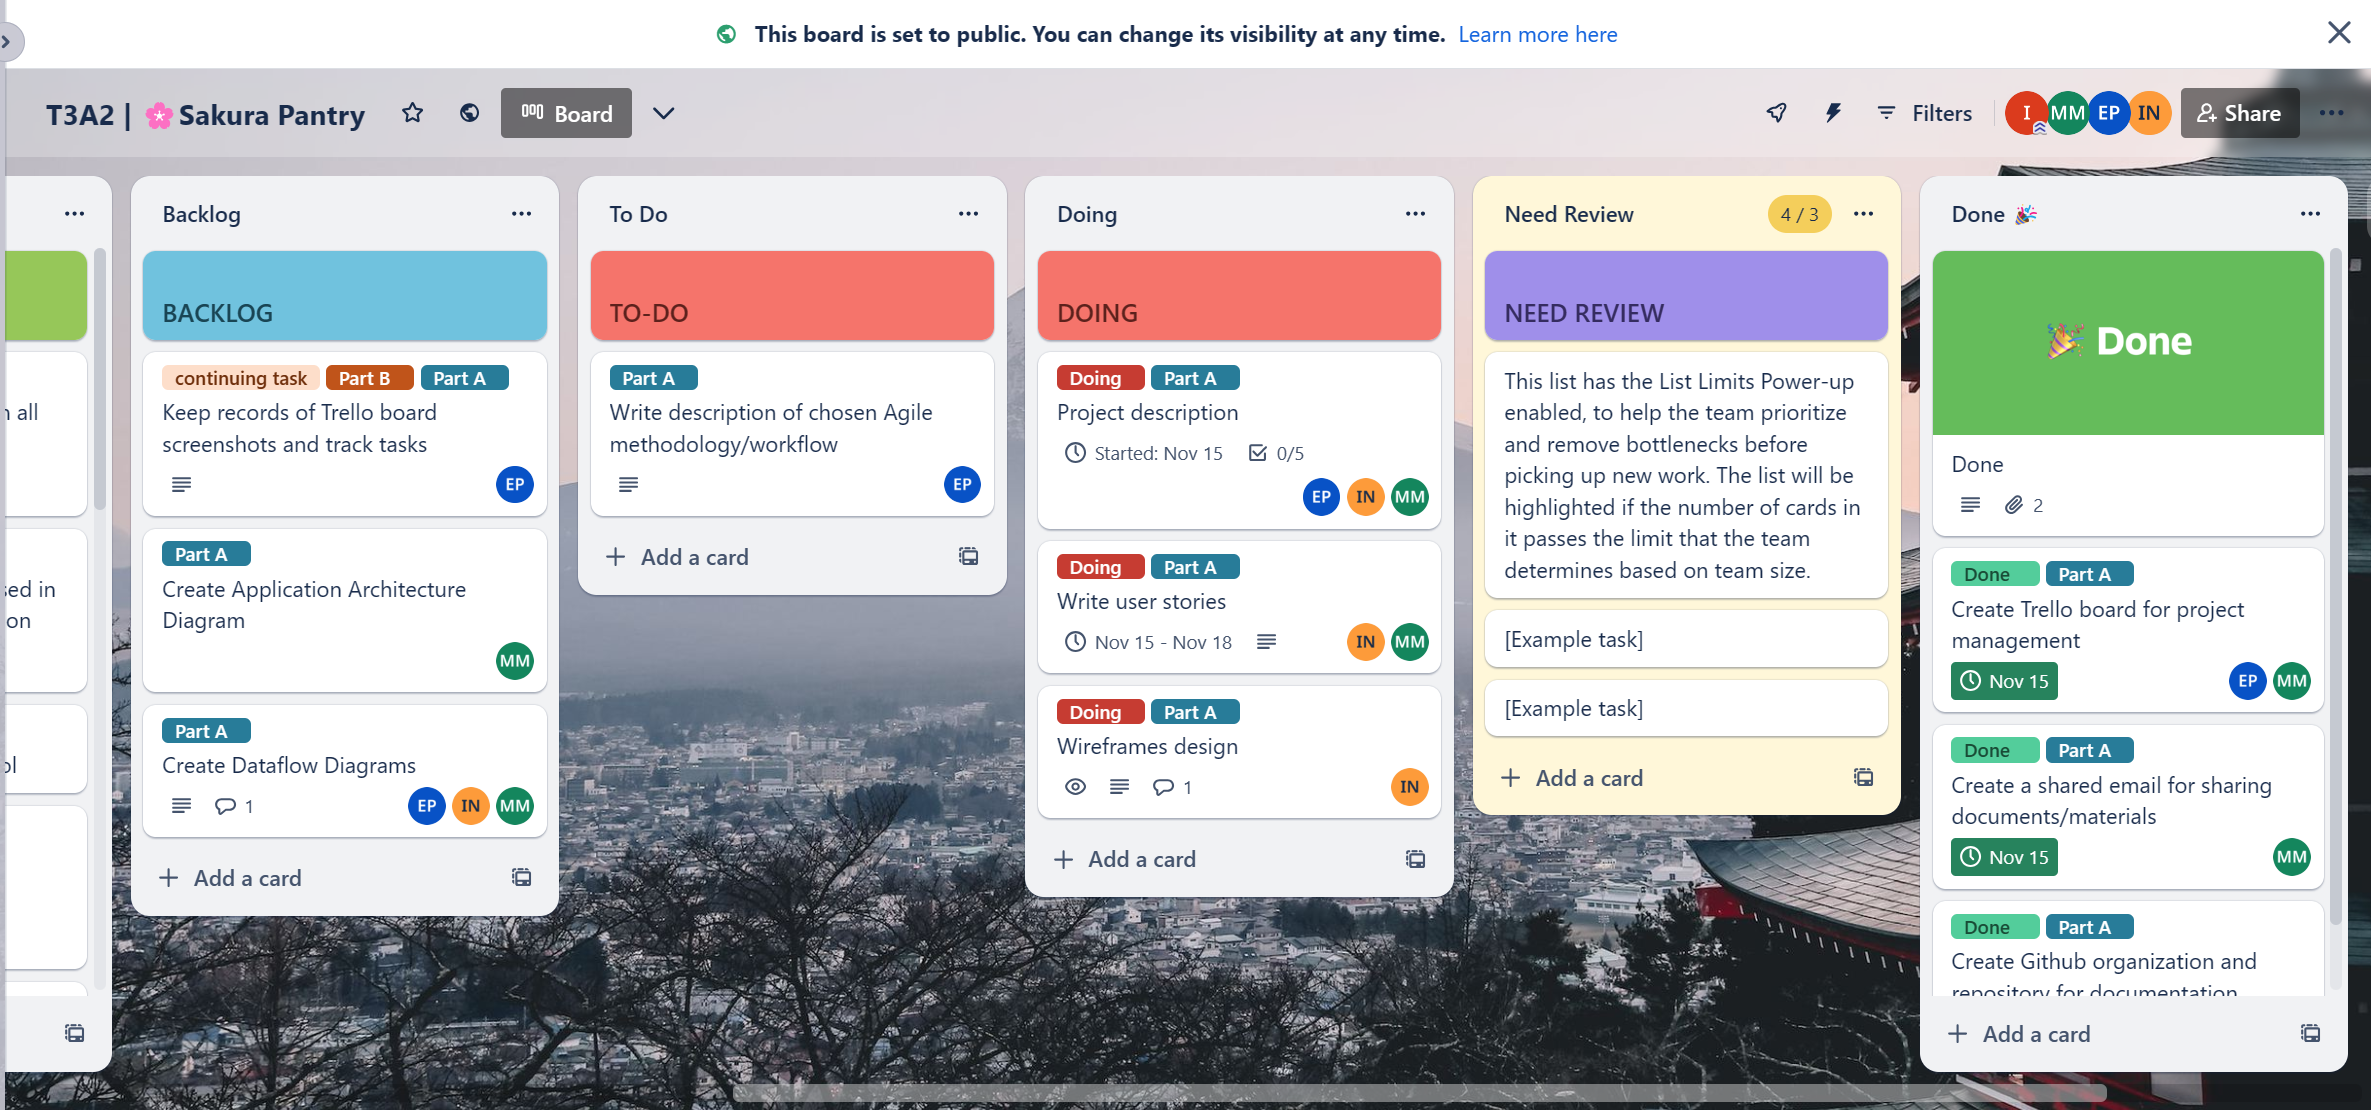 This board is set to public. You can change its visibility at any time. Learn more here
T3A2 | 🌸Sakura Pantry
Board
Filters
I
MM
EP
IN
Share
all
sed in
on
Backlog
BACKLOG
continuing task Part B Part A
Keep records of Trello board
screenshots and track tasks
EP
Part A
Create Application Architecture
Diagram
MM
Part A
Create Dataflow Diagrams
1
EP IN MM
+ Add a card
To Do
TO-DO
Part A
Write description of chosen Agile
methodology/workflow
EP
+ Add a card
Doing
DOING
Doing Part A
Project description
Started: Nov 15 0/5
EP IN MM
Doing Part A
Write user stories
Nov 15 - Nov 18
IN MM
Doing Part A
Wireframes design
1
IN
+ Add a card
Need Review 4 / 3
NEED REVIEW
This list has the List Limits Power-up
enabled, to help the team prioritize
and remove bottlenecks before
picking up new work. The list will be
highlighted if the number of cards in
it passes the limit that the team
determines based on team size.
[Example task]
[Example task]
+ Add a card
Done 🎉
🎉 Done
Done
2
Done Part A
Create Trello board for project
management
Nov 15
EP MM
Done Part A
Create a shared email for sharing
documents/materials
Nov 15
MM
Done Part A
Create Github organization and
repository for documentation
+ Add a card